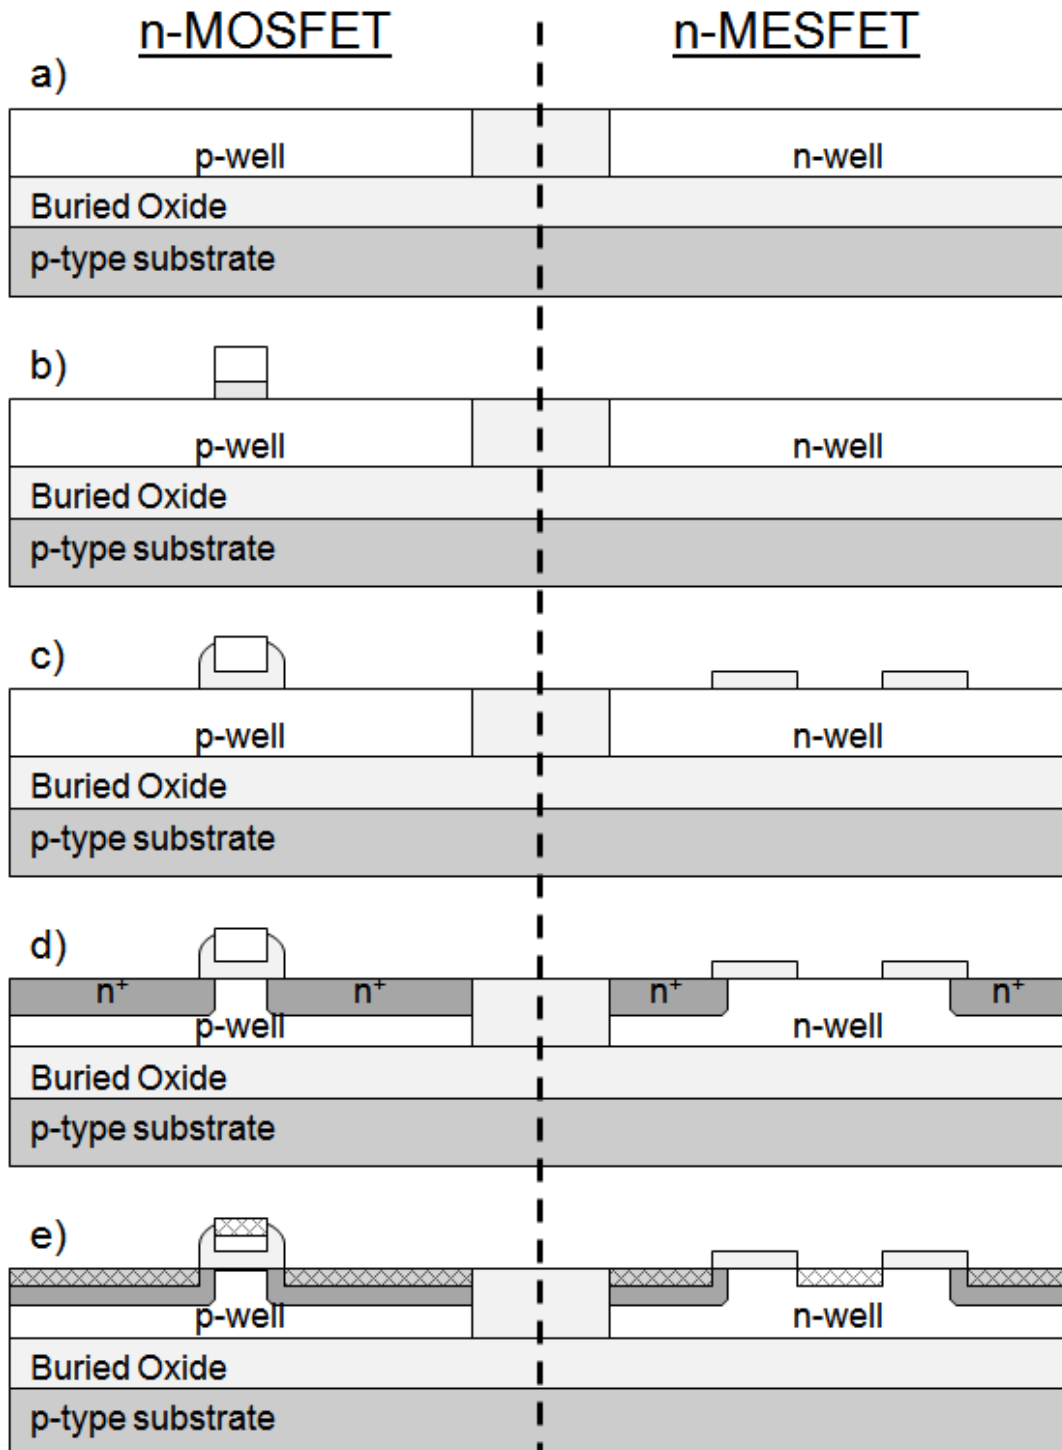 n-MOSFET n-MESFET
a)
p-well n-well
Buried Oxide
p-type substrate
b)
p-well n-well
Buried Oxide
p-type substrate
c)
p-well n-well
Buried Oxide
p-type substrate
d)
n⁺ n⁺ n⁺ n⁺
p-well n-well
Buried Oxide
p-type substrate
e)
p-well n-well
Buried Oxide
p-type substrate